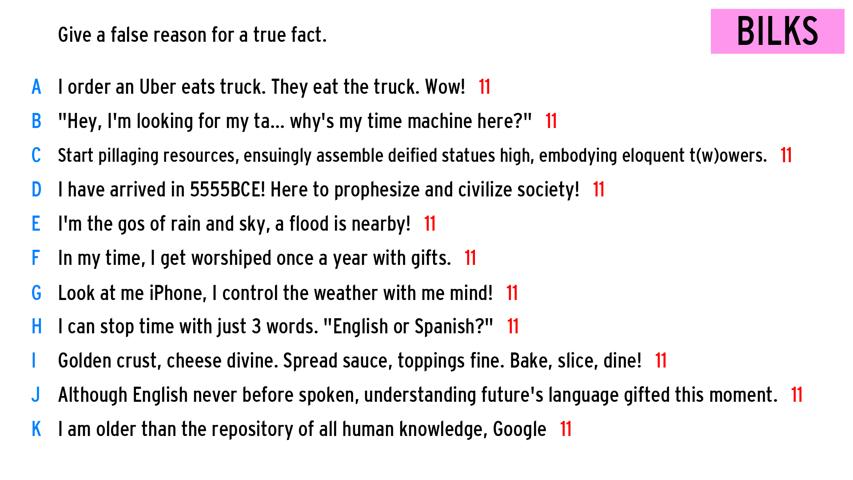 Give a false reason for a true fact.
BILKS
A I order an Uber eats truck. They eat the truck. Wow! 11
B "Hey, I'm looking for my ta... why's my time machine here?" 11
C Start pillaging resources, ensuingly assemble deified statues high, embodying eloquent t(w)owers. 11
D I have arrived in 5555BCE! Here to prophesize and civilize society! 11
E I'm the gos of rain and sky, a flood is nearby! 11
F In my time, I get worshiped once a year with gifts. 11
G Look at me iPhone, I control the weather with me mind! 11
H I can stop time with just 3 words. "English or Spanish?" 11
I Golden crust, cheese divine. Spread sauce, toppings fine. Bake, slice, dine! 11
J Although English never before spoken, understanding future's language gifted this moment. 11
K I am older than the repository of all human knowledge, Google 11